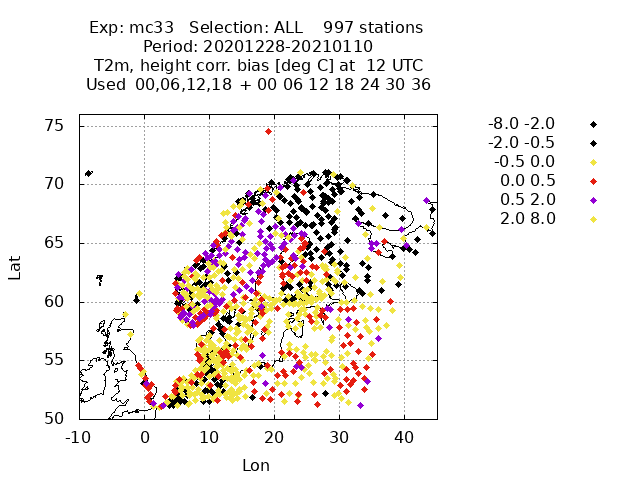 Exp: mc33 Selection: ALL 997 stations
Period: 20201228-20210110
T2m, height corr. bias [deg C] at 12 UTC
Used 00,06,12,18 + 00 06 12 18 24 30 36
-8.0 -2.0
-2.0 -0.5
-0.5 0.0
0.0 0.5
0.5 2.0
2.0 8.0
75
70
65
60
55
50
Lat
-10 0 10 20 30 40
Lon